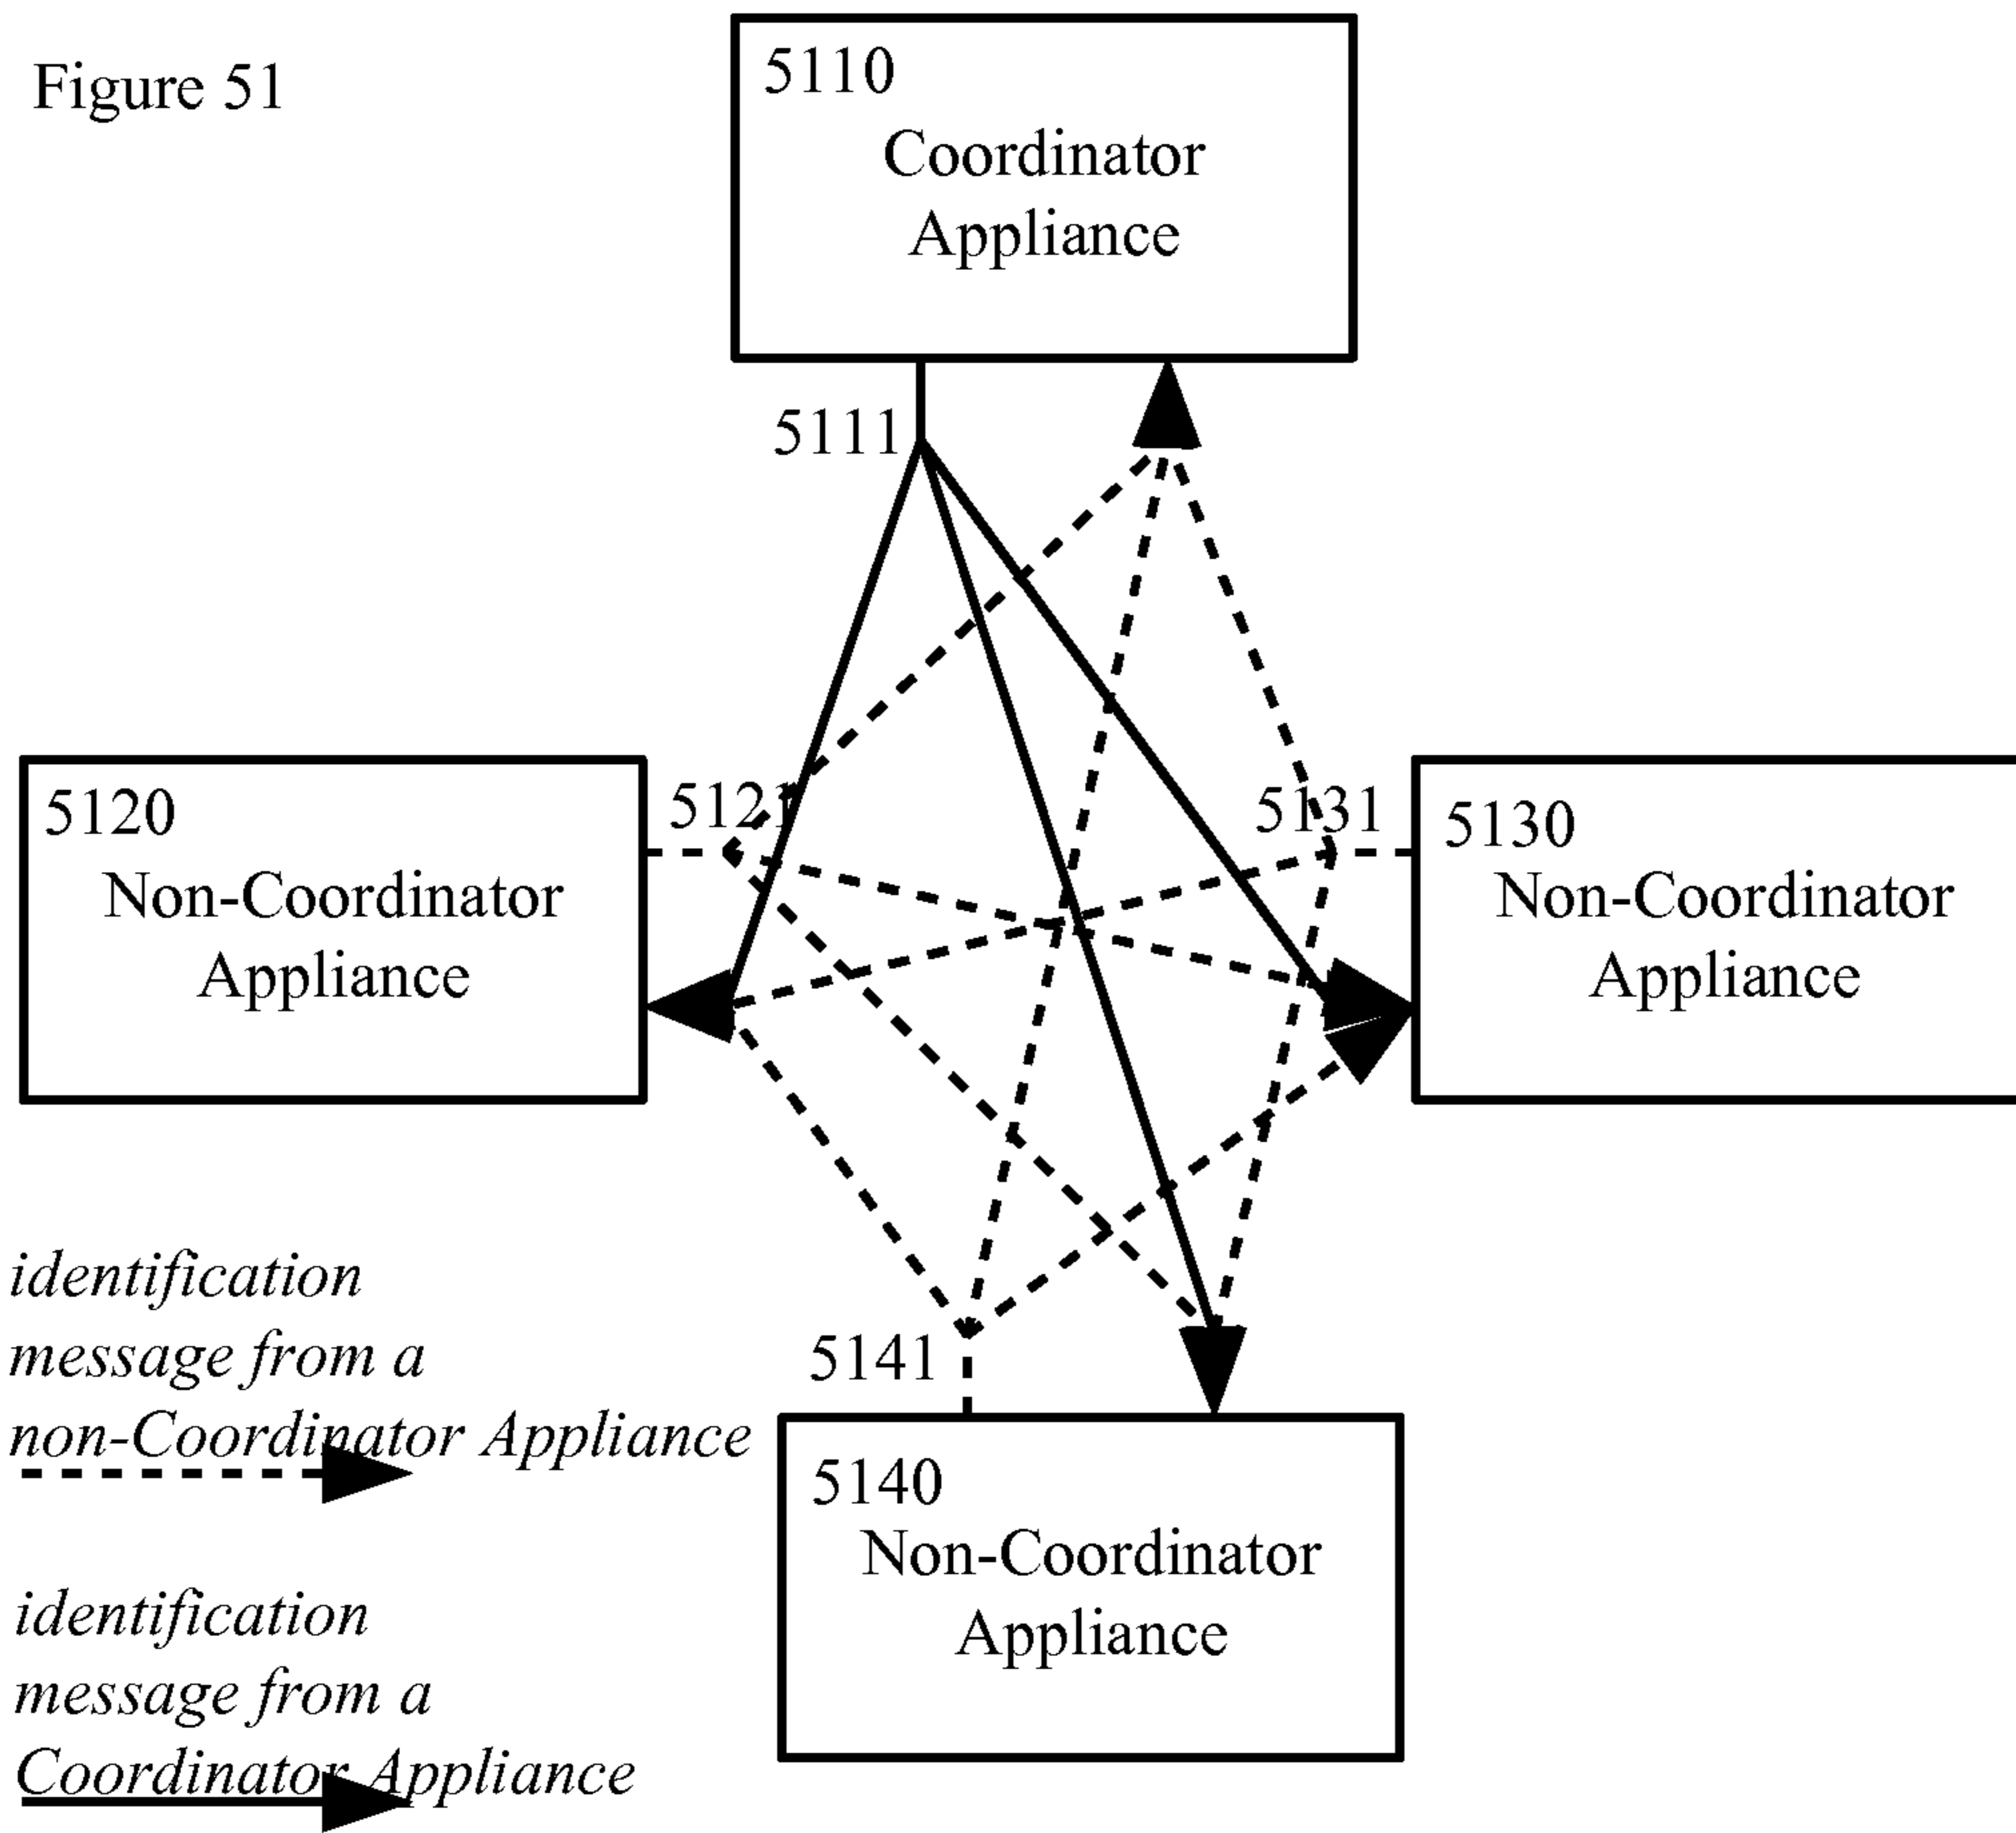 Figure 51
5110
Coordinator
Appliance
5111
5120
Non-Coordinator
Appliance
5121
5131
5130
Non-Coordinator
Appliance
identification
message from a
non-Coordinator Appliance
5141
5140
Non-Coordinator
Appliance
identification
message from a
Coordinator Appliance